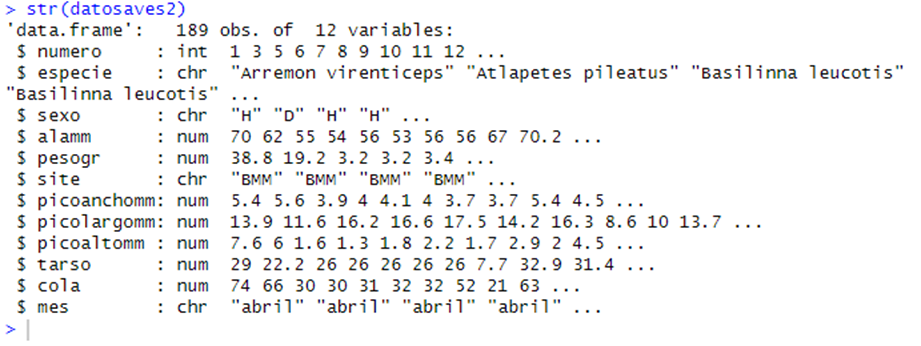 > str(datosaves2)
'data.frame':   189 obs. of  12 variables:
 $ numero      : int  1 3 5 6 7 8 9 10 11 12 ...
 $ especie     : chr  "Arremon virenticeps" "Atlapetes pileatus" "Basilinna leucotis"
"Basilinna leucotis" ...
 $ sexo        : chr  "H" "D" "H" "H" ...
 $ alamm       : num  70 62 55 54 56 53 56 56 67 70.2 ...
 $ pesogr      : num  38.8 19.2 3.2 3.2 3.4 ...
 $ site        : chr  "BMM" "BMM" "BMM" "BMM" ...
 $ picoanchomm: num  5.4 5.6 3.9 4 4.1 4 3.7 3.7 5.4 4.5 ...
 $ picolargomm: num  13.9 11.6 16.2 16.6 17.5 14.2 16.3 8.6 10 13.7 ...
 $ picoaltomm : num  7.6 6 1.6 1.3 1.8 2.2 1.7 2.9 2 4.5 ...
 $ tarso       : num  29 22.2 26 26 26 26 26 7.7 32.9 31.4 ...
 $ cola        : num  74 66 30 30 31 32 32 52 21 63 ...
 $ mes         : chr  "abril" "abril" "abril" "abril" ...
>